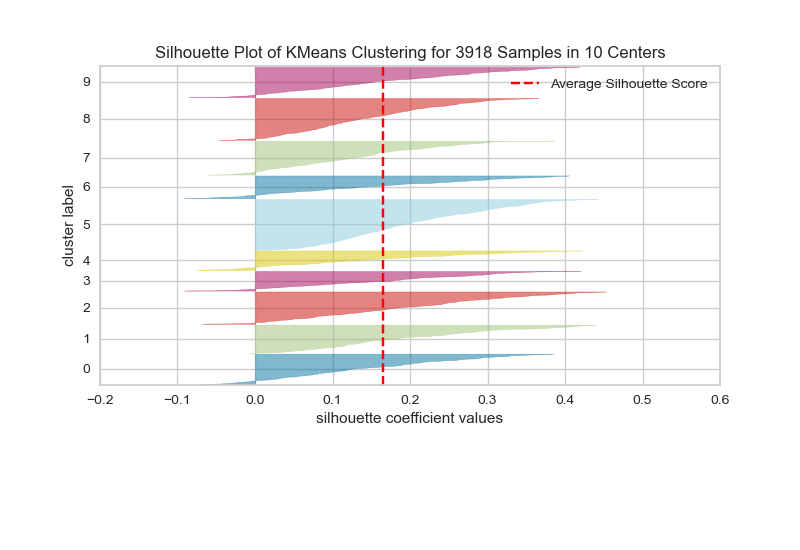 Silhouette Plot of KMeans Clustering for 3918 Samples in 10 Centers
Average Silhouette Score
cluster label
9
8
7
6
5
4
3
2
1
0
−0.2 −0.1 0.0 0.1 0.2 0.3 0.4 0.5 0.6
silhouette coefficient values